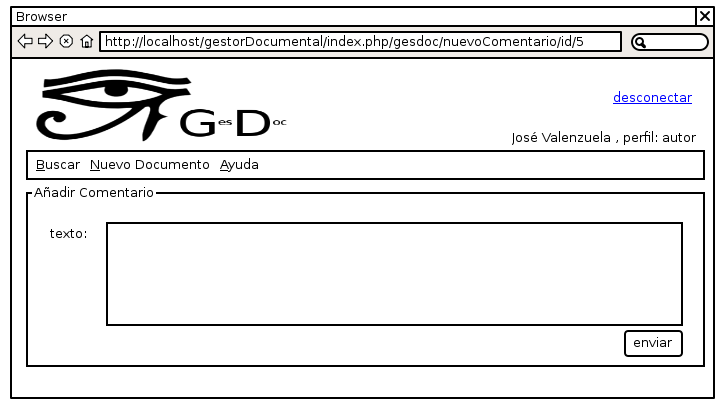 Browser
http://localhost/gestorDocumental/index.php/gesdoc/nuevoComentario/id/5
GesDoc
desconectar
José Valenzuela , perfil: autor
Buscar Nuevo Documento Ayuda
Añadir Comentario
texto:
enviar